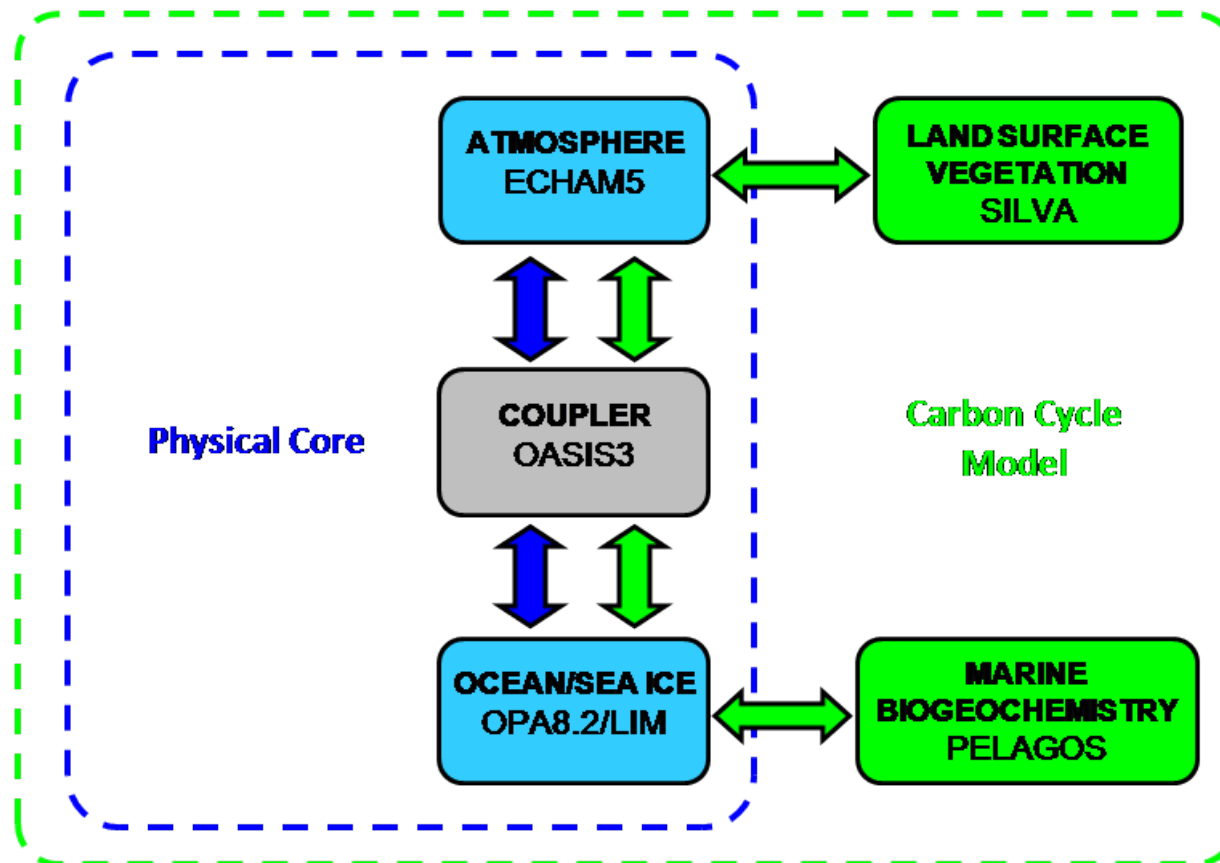 ATMOSPHERE
ECHAM5
LAND SURFACE
VEGETATION
SILVA
COUPLER
OASIS3
Physical Core
Carbon Cycle
Model
OCEAN/SEA ICE
OPA8.2/LIM
MARINE
BIOGEOCHEMISTRY
PELAGOS